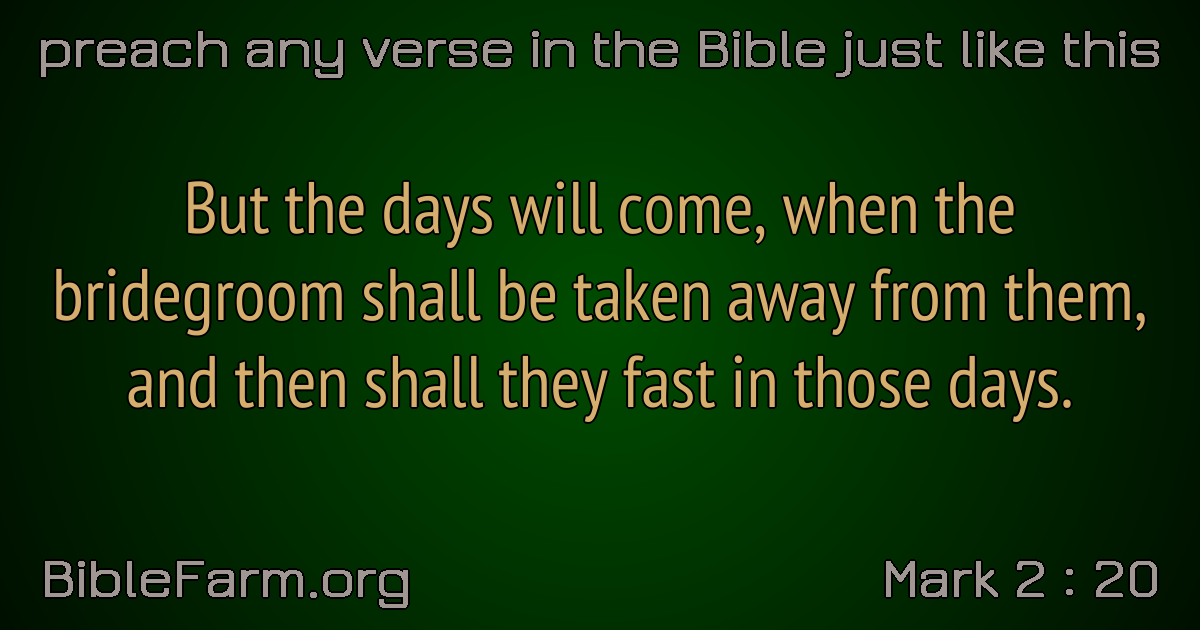 preach any verse in the Bible just like this
But the days will come, when the
bridegroom shall be taken away from them,
and then shall they fast in those days.
BibleFarm.org
Mark 2 : 20